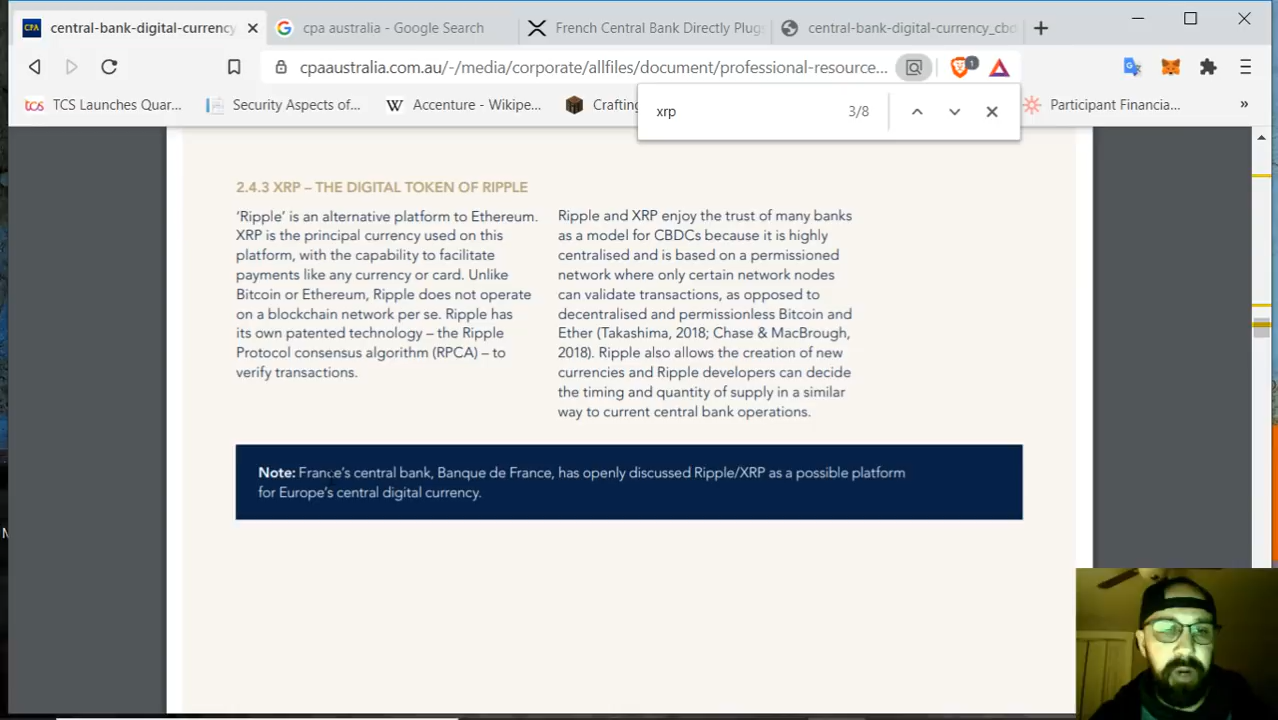 central-bank-digital-currency
cpa australia - Google Search
French Central Bank Directly Plugs
central-bank-digital-currency_cbd
cpaaustralia.com.au/-/media/corporate/allfiles/document/professional-resource...
1
TCS Launches Quar...
Security Aspects of...
Accenture - Wikipe...
Crafting
Participant Financia...
xrp 3/8
2.4.3 XRP – THE DIGITAL TOKEN OF RIPPLE
'Ripple' is an alternative platform to Ethereum.
XRP is the principal currency used on this
platform, with the capability to facilitate
payments like any currency or card. Unlike
Bitcoin or Ethereum, Ripple does not operate
on a blockchain network per se. Ripple has
its own patented technology – the Ripple
Protocol consensus algorithm (RPCA) – to
verify transactions.
Ripple and XRP enjoy the trust of many banks
as a model for CBDCs because it is highly
centralised and is based on a permissioned
network where only certain network nodes
can validate transactions, as opposed to
decentralised and permissionless Bitcoin and
Ether (Takashima, 2018; Chase & MacBrough,
2018). Ripple also allows the creation of new
currencies and Ripple developers can decide
the timing and quantity of supply in a similar
way to current central bank operations.
Note: France's central bank, Banque de France, has openly discussed Ripple/XRP as a possible platform
for Europe's central digital currency.